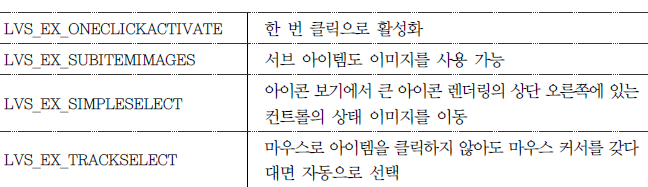 LVS_EX_ONECLICKACTIVATE 한 번 클릭으로 활성화
LVS_EX_SUBITEMIMAGES 서브 아이템도 이미지를 사용 가능
LVS_EX_SIMPLESELECT 아이콘 보기에서 큰 아이콘 렌더링의 상단 오른쪽에 있는
컨트롤의 상태 이미지를 이동
LVS_EX_TRACKSELECT 마우스로 아이템을 클릭하지 않아도 마우스 커서를 갖다
대면 자동으로 선택